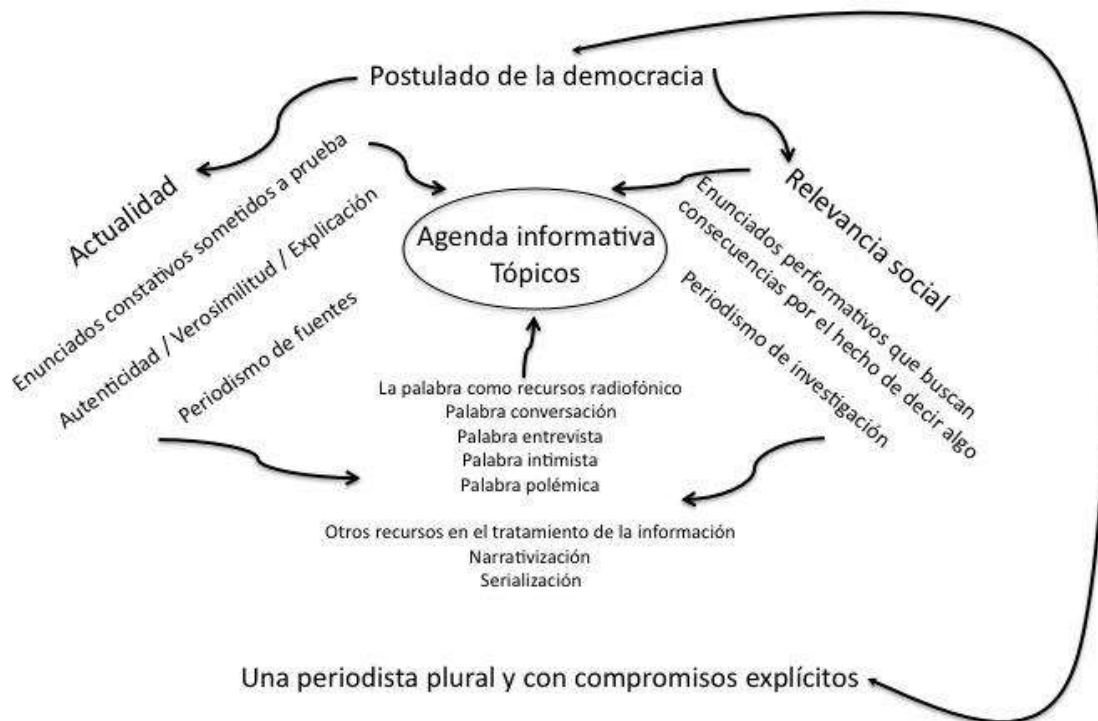 Postulado de la democracia
Actualidad
Enunciados constativos sometidos a prueba
Autenticidad / Verosimilitud / Explicación
Periodismo de fuentes
Agenda informativa
Tópicos
Relevancia social
Enunciados performativos que buscan
consecuencias por el hecho de decir algo
Periodismo de investigación
La palabra como recursos radiofónico
Palabra conversación
Palabra entrevista
Palabra intimista
Palabra polémica
Otros recursos en el tratamiento de la información
Narrativización
Serialización
Una periodista plural y con compromisos explícitos